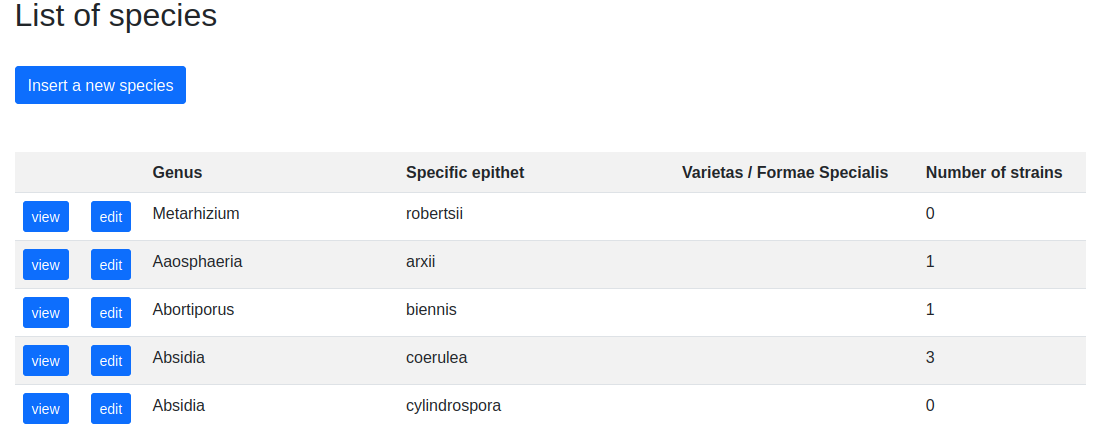 List of species
Insert a new species
Genus Specific epithet Varietas / Formae Specialis Number of strains
view edit Metarhizium robertsii 0
view edit Aaosphaeria arxii 1
view edit Abortiporus biennis 1
view edit Absidia coerulea 3
view edit Absidia cylindrospora 0